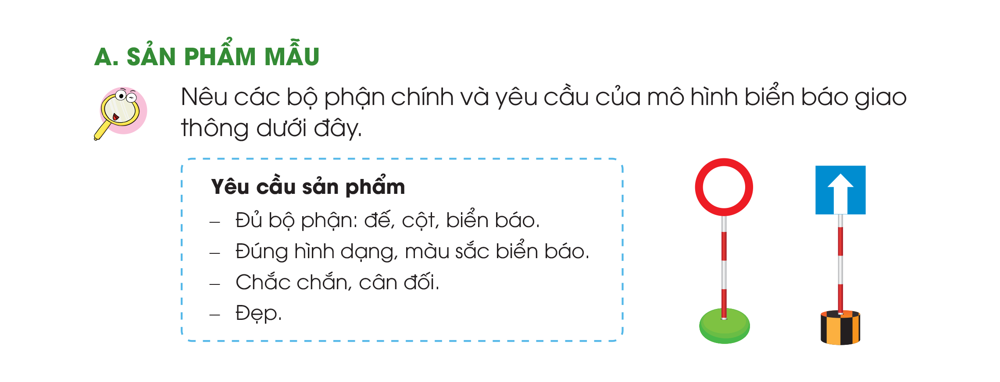 A. SẢN PHẨM MẪU
Nêu các bộ phận chính và yêu cầu của mô hình biển báo giao
thông dưới đây.
Yêu cầu sản phẩm
– Đủ bộ phận: đế, cột, biển báo.
– Đúng hình dạng, màu sắc biển báo.
– Chắc chắn, cân đối.
– Đẹp.